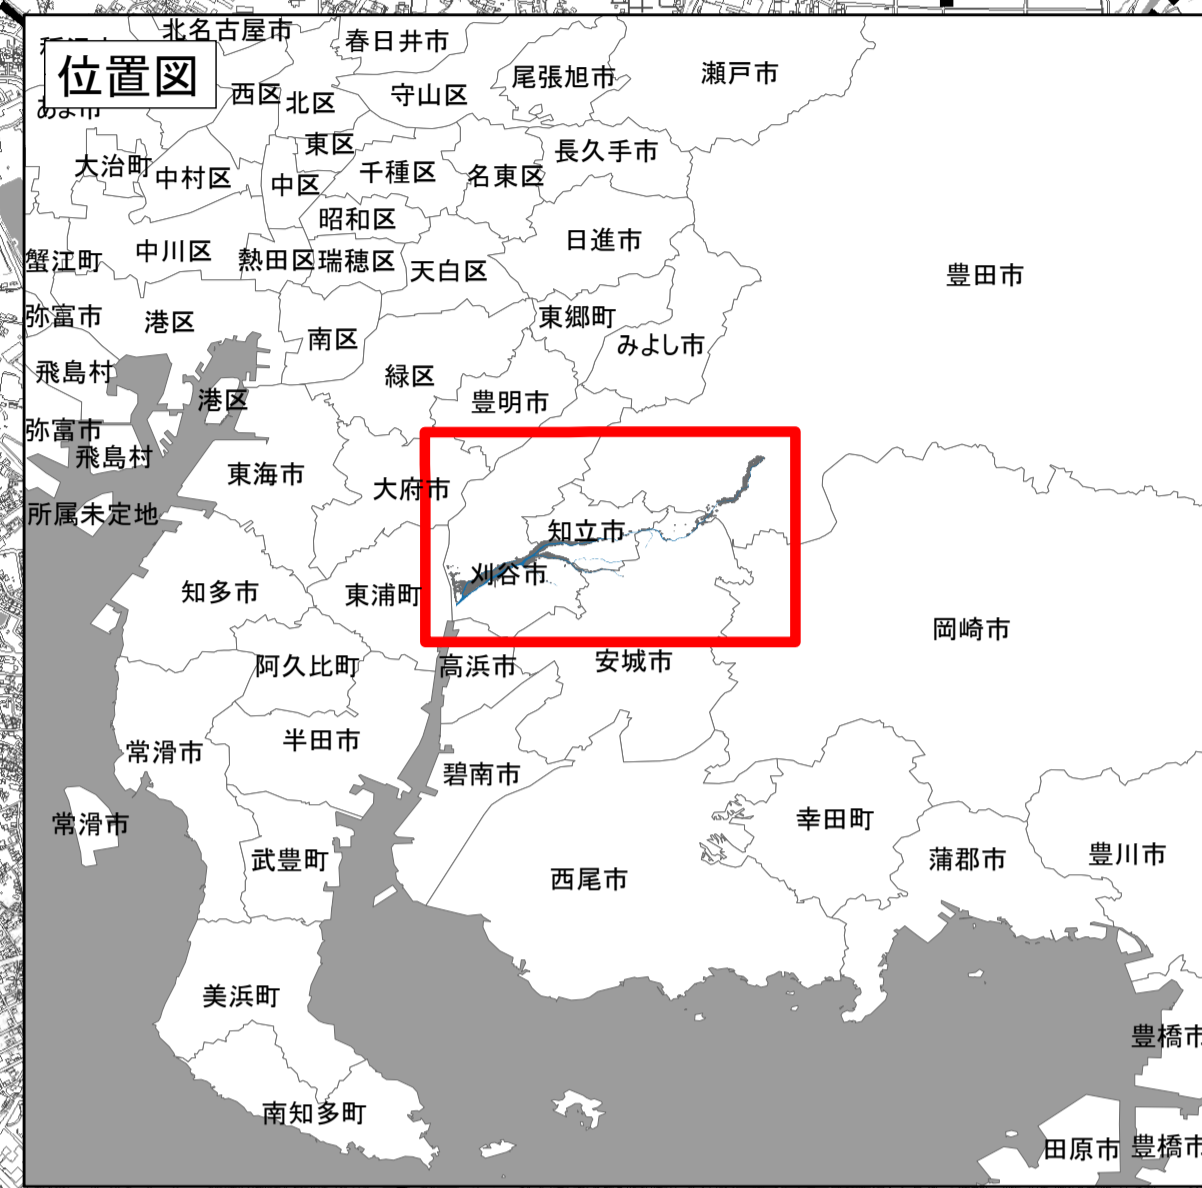 位置図
北名古屋市
春日井市
尾張旭市
瀬戸市
西区
北区
守山区
あま市
東区
長久手市
大治町
中村区
中区
千種区
名東区
昭和区
日進市
中川区
蟹江町
熱田区
瑞穂区
天白区
豊田市
弥富市
港区
南区
東郷町
みよし市
飛島村
緑区
港区
豊明市
弥富市
飛島村
東海市
大府市
所属未定地
知立市
刈谷市
知多市
東浦町
岡崎市
阿久比町
高浜市
安城市
常滑市
半田市
碧南市
常滑市
幸田町
武豊町
蒲郡市
豊川市
西尾市
美浜町
豊橋市
南知多町
田原市
豊橋市